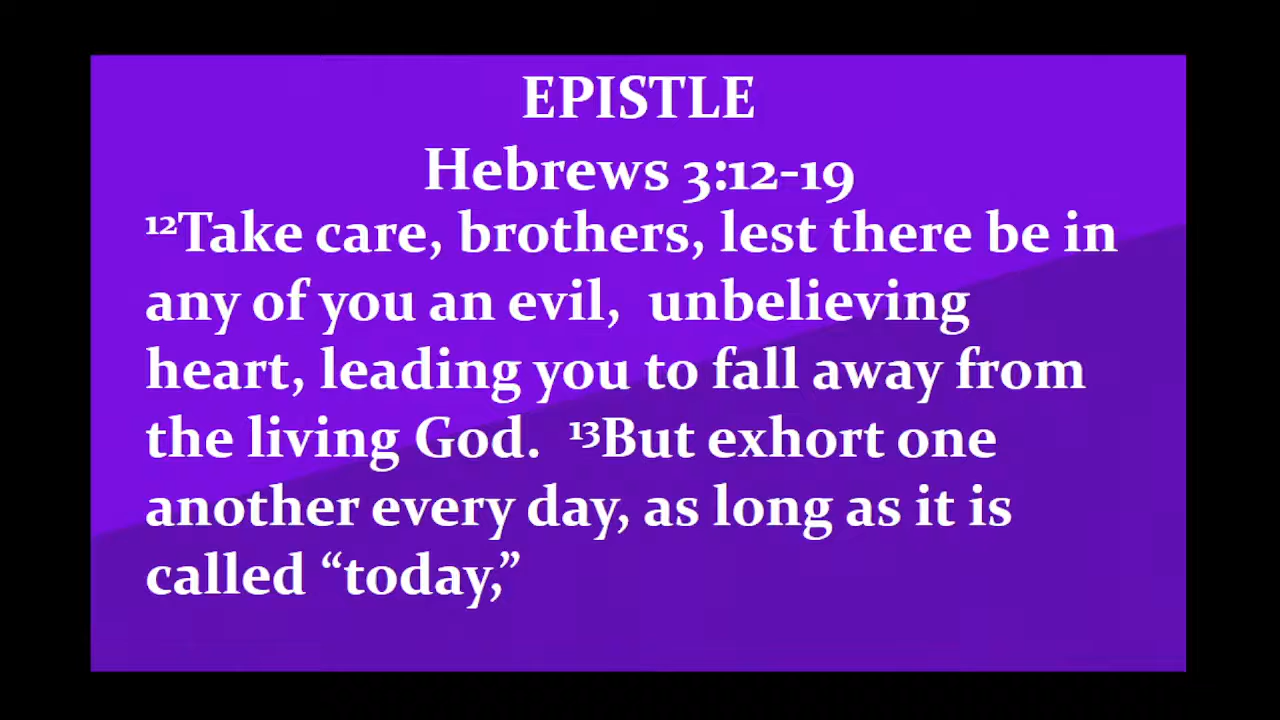 EPISTLE
Hebrews 3:12-19
¹²Take care, brothers, lest there be in
any of you an evil,  unbelieving
heart, leading you to fall away from
the living God.  ¹³But exhort one
another every day, as long as it is
called “today,”